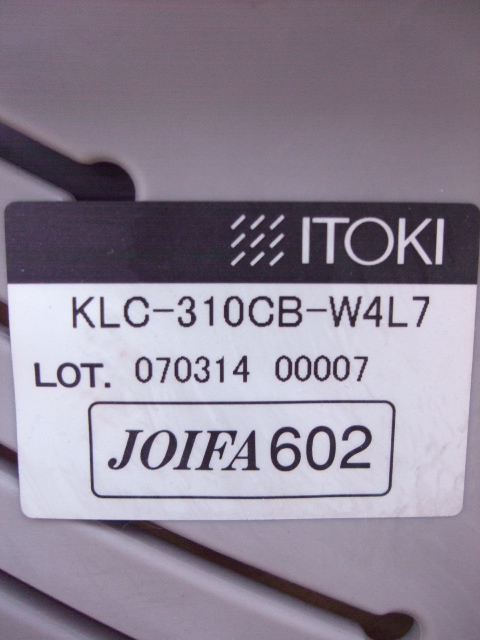 ITOKI
KLC-310CB-W4L7
LOT. 070314 00007
JOIFA602